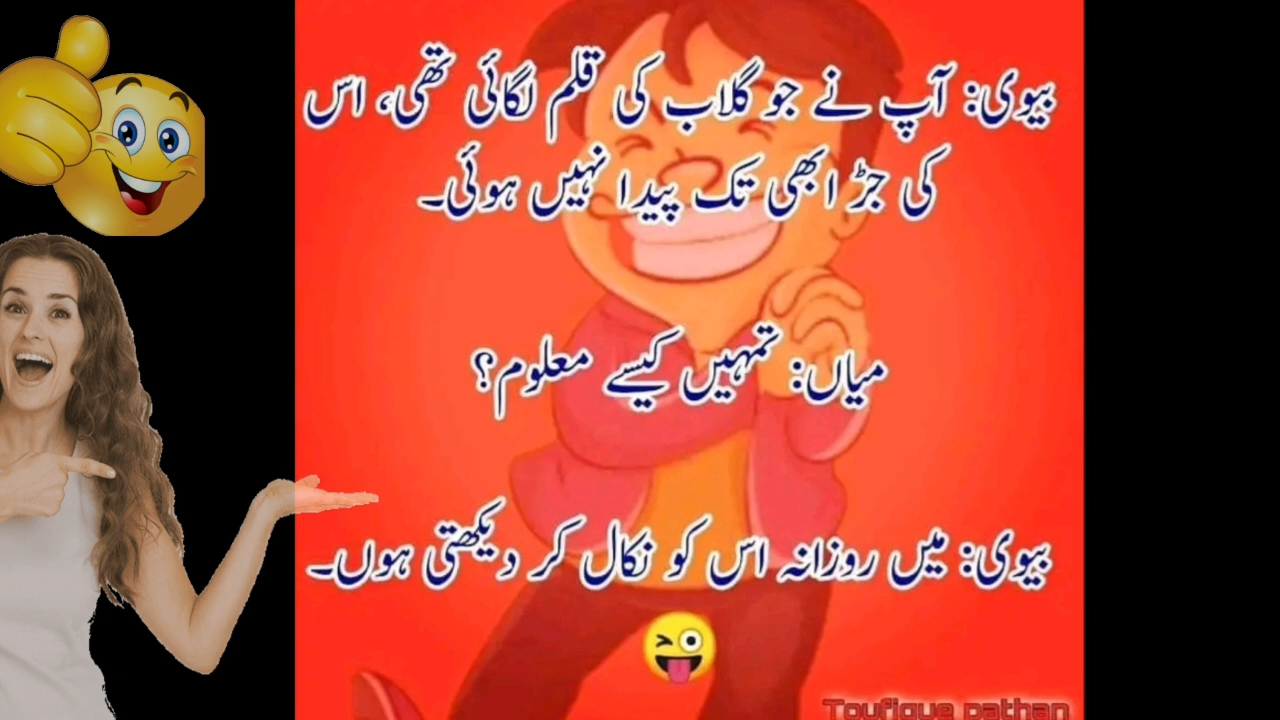 بیوی: آپ نے جو گلاب کی قلم لگائی تھی، اس
کی جڑ ابھی تک پیدا نہیں ہوئی۔
میاں: تمہیں کیسے معلوم؟
بیوی: میں روزانہ اس کو نکال کر دیکھتی ہوں۔
Toufique pathan